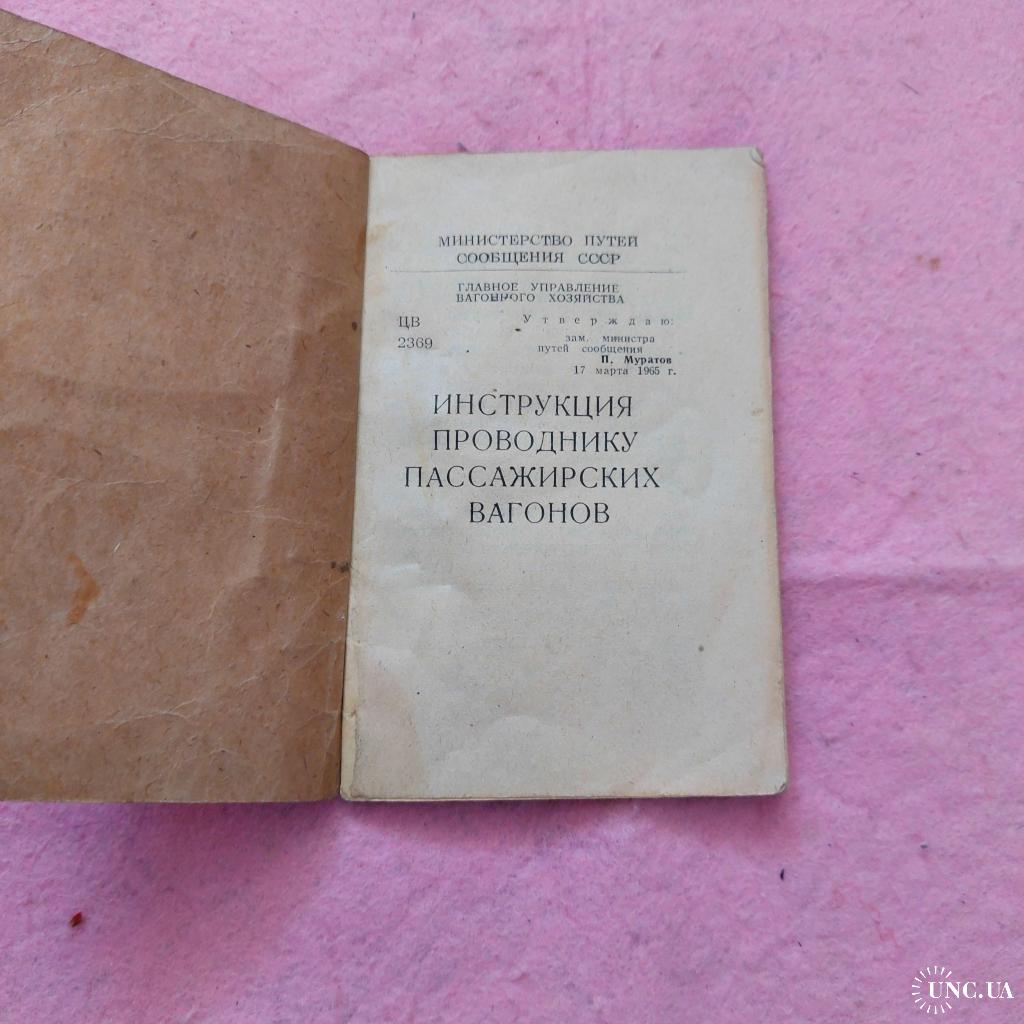 МИНИСТЕРСТВО ПУТЕЙ
СООБЩЕНИЯ СССР
ГЛАВНОЕ УПРАВЛЕНИЕ
ВАГОННОГО ХОЗЯЙСТВА
ЦВ
2369
Утверждаю:
зам. министра
путей сообщения
П. Муратов
17 марта 1965 г.
ИНСТРУКЦИЯ
ПРОВОДНИКУ
ПАССАЖИРСКИХ
ВАГОНОВ
UNC.UA